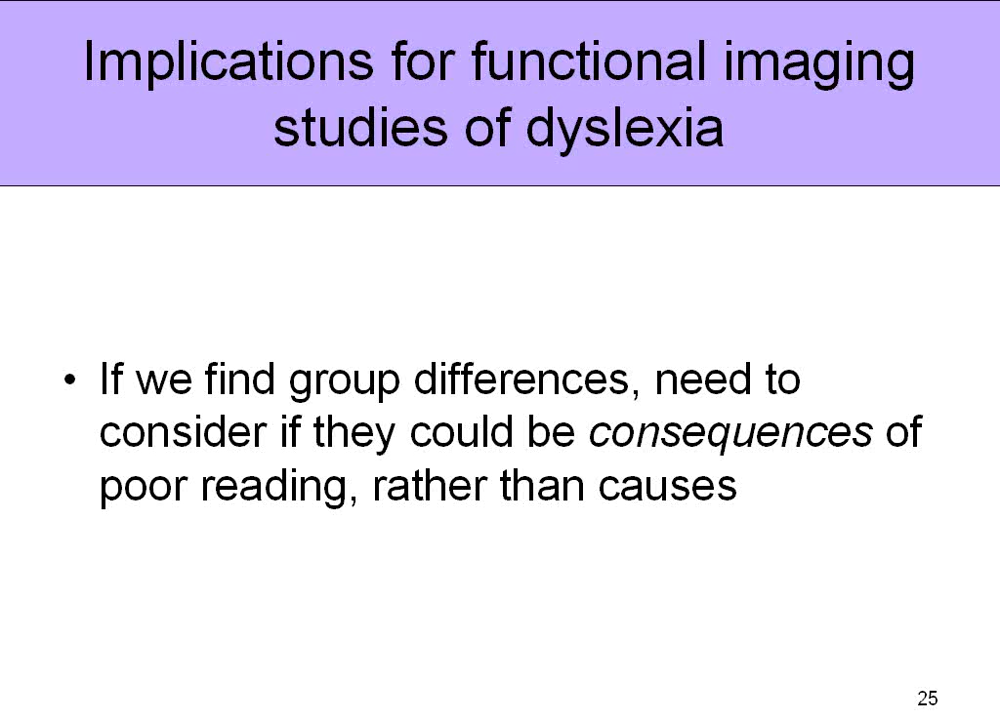 Implications for functional imaging
studies of dyslexia
• If we find group differences, need to
consider if they could be consequences of
poor reading, rather than causes
25